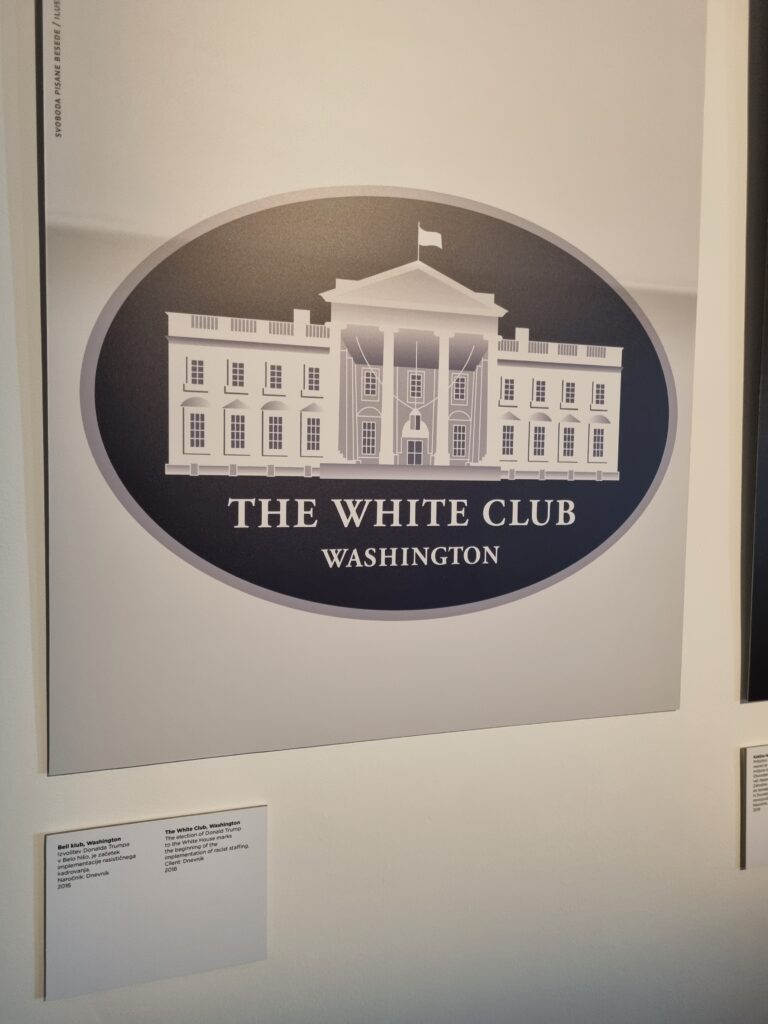 SVOBODA PISANE BESEDE / ILUS
THE WHITE CLUB
WASHINGTON
Beli klub, Washington
Izvolitev Donalda Trumpa
v Belo hišo, je začetek
implementacije rasističnega
kadrovanja.
Naročnik: Dnevnik
2016
The White Club, Washington
The election of Donald Trump
to the White House marks
the beginning of the
implementation of racist staffing.
Client: Dnevnik
2016